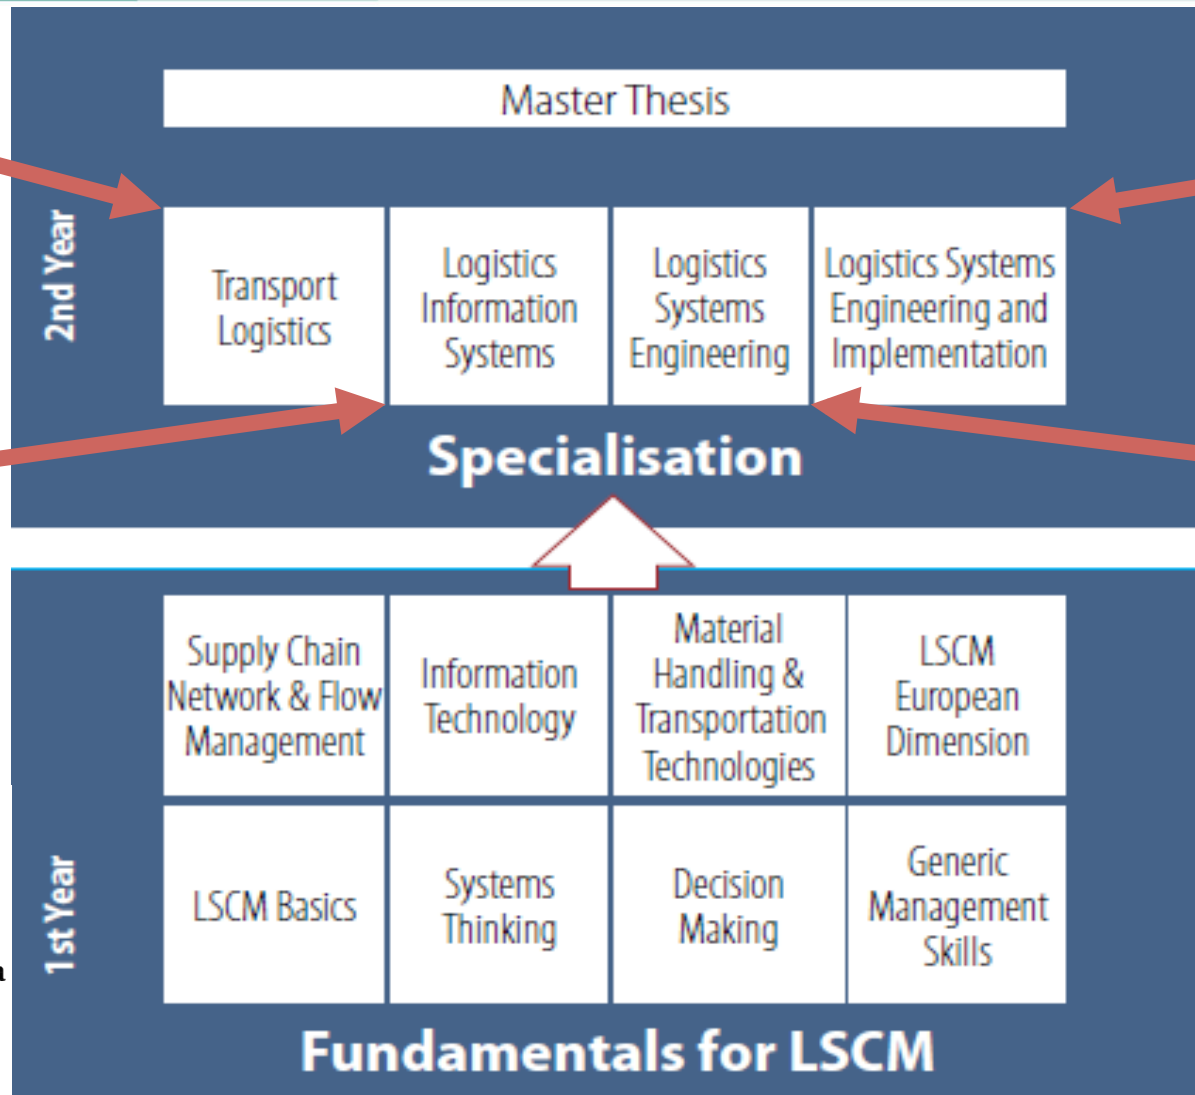 Master Thesis
2nd Year
Transport
Logistics
Logistics
Information
Systems
Logistics
Systems
Engineering
Logistics Systems
Engineering and
Implementation
Specialisation
Supply Chain
Network & Flow
Management
Information
Technology
Material
Handling &
Transportation
Technologies
LSCM
European
Dimension
1st Year
LSCM Basics
Systems
Thinking
Decision
Making
Generic
Management
Skills
Fundamentals for LSCM